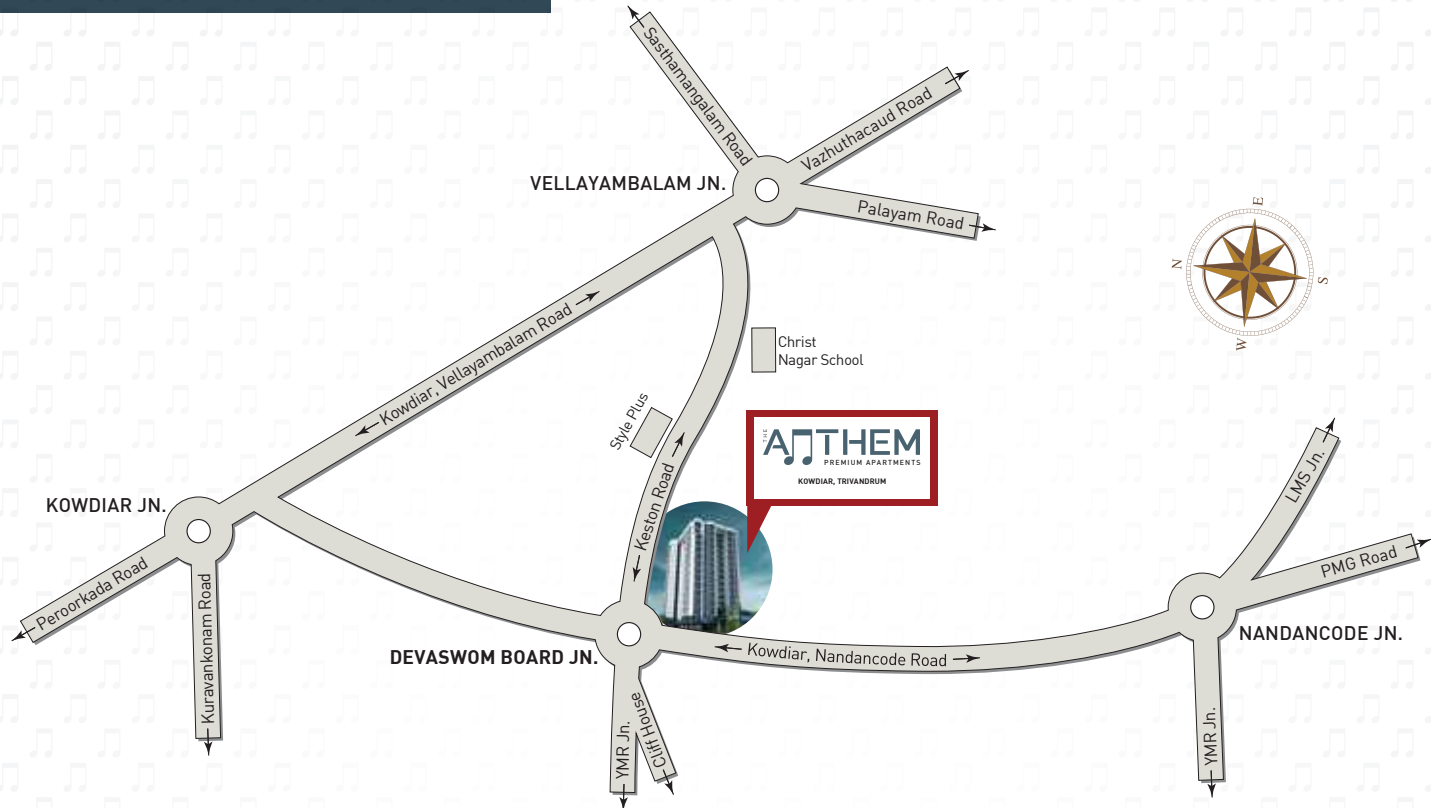 Sasthamangalam Road
Vazhuthacaud Road
VELLAYAMBALAM JN.
Palayam Road
E
N
S
W
Kowdiar, Vellayambalam Road
Christ
Nagar School
Style Plus
THE ANTHEM
PREMIUM APARTMENTS
KOWDIAR, TRIVANDRUM
Keston Road
LMS Jn.
KOWDIAR JN.
Peroorkada Road
Kuravankonam Road
PMG Road
NANDANCODE JN.
DEVASWOM BOARD JN.
Kowdiar, Nandancode Road
YMR Jn.
Cliff House
YMR Jn.